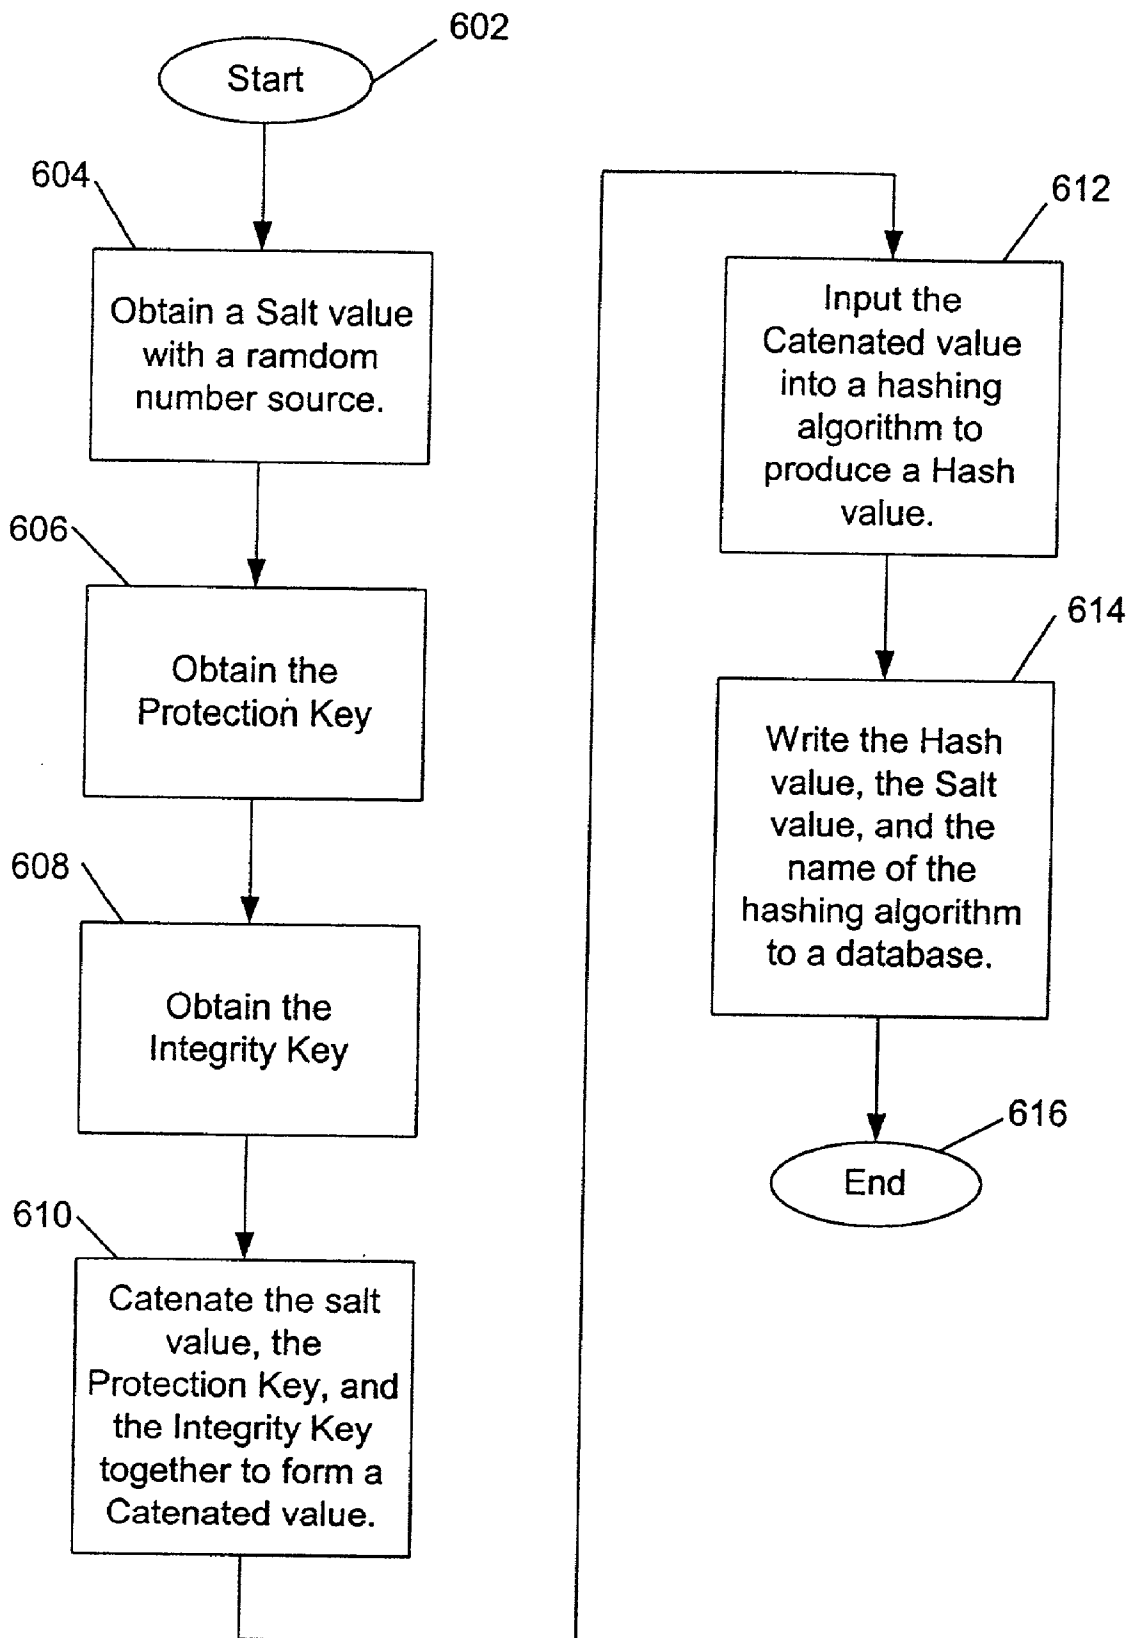 602
Start
604
Obtain a Salt value
with a ramdom
number source.
606
Obtain the
Protection Key
608
Obtain the
Integrity Key
610
Catenate the salt
value, the
Protection Key, and
the Integrity Key
together to form a
Catenated value.
612
Input the
Catenated value
into a hashing
algorithm to
produce a Hash
value.
614
Write the Hash
value, the Salt
value, and the
name of the
hashing algorithm
to a database.
616
End